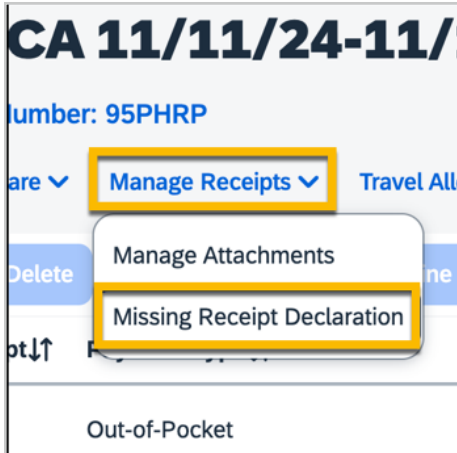 CA 11/11/24-11/
Number: 95PHRP
are Manage Receipts Travel All
Manage Attachments
Delete
Missing Receipt Declaration
Out-of-Pocket